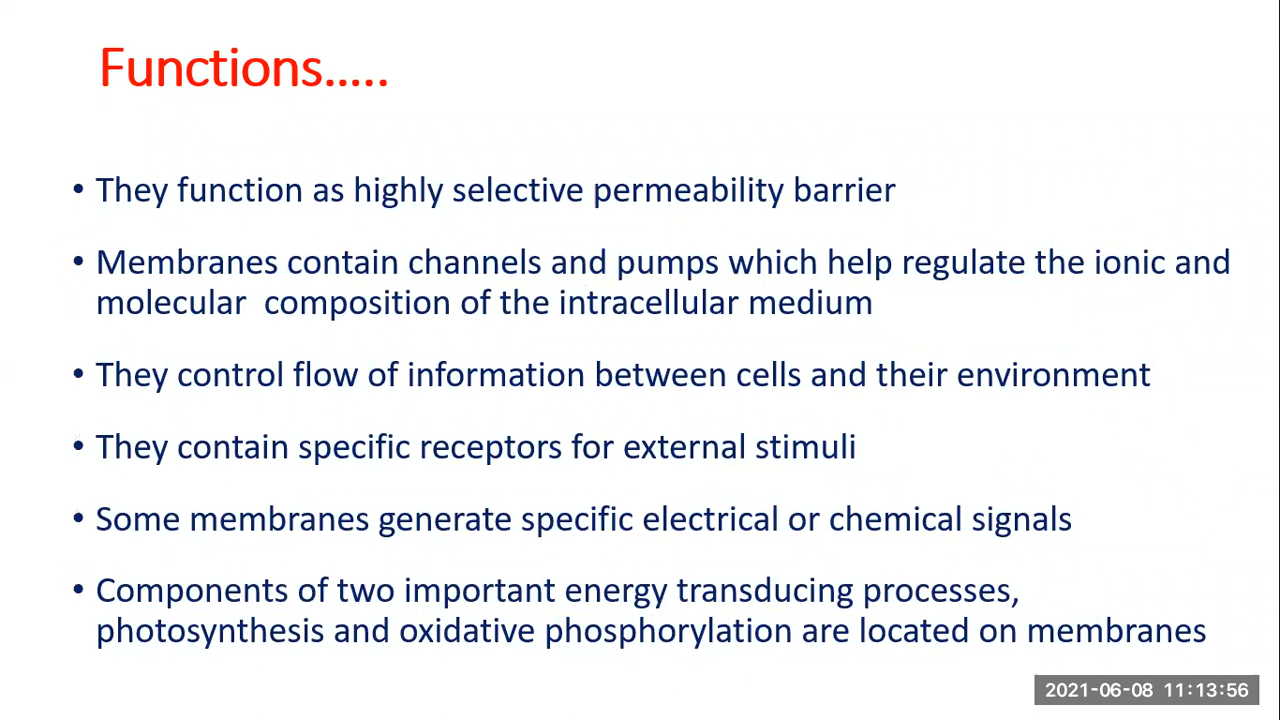 Functions.....
• They function as highly selective permeability barrier
• Membranes contain channels and pumps which help regulate the ionic and
molecular  composition of the intracellular medium
• They control flow of information between cells and their environment
• They contain specific receptors for external stimuli
• Some membranes generate specific electrical or chemical signals
• Components of two important energy transducing processes,
photosynthesis and oxidative phosphorylation are located on membranes
2021-06-08 11:13:56